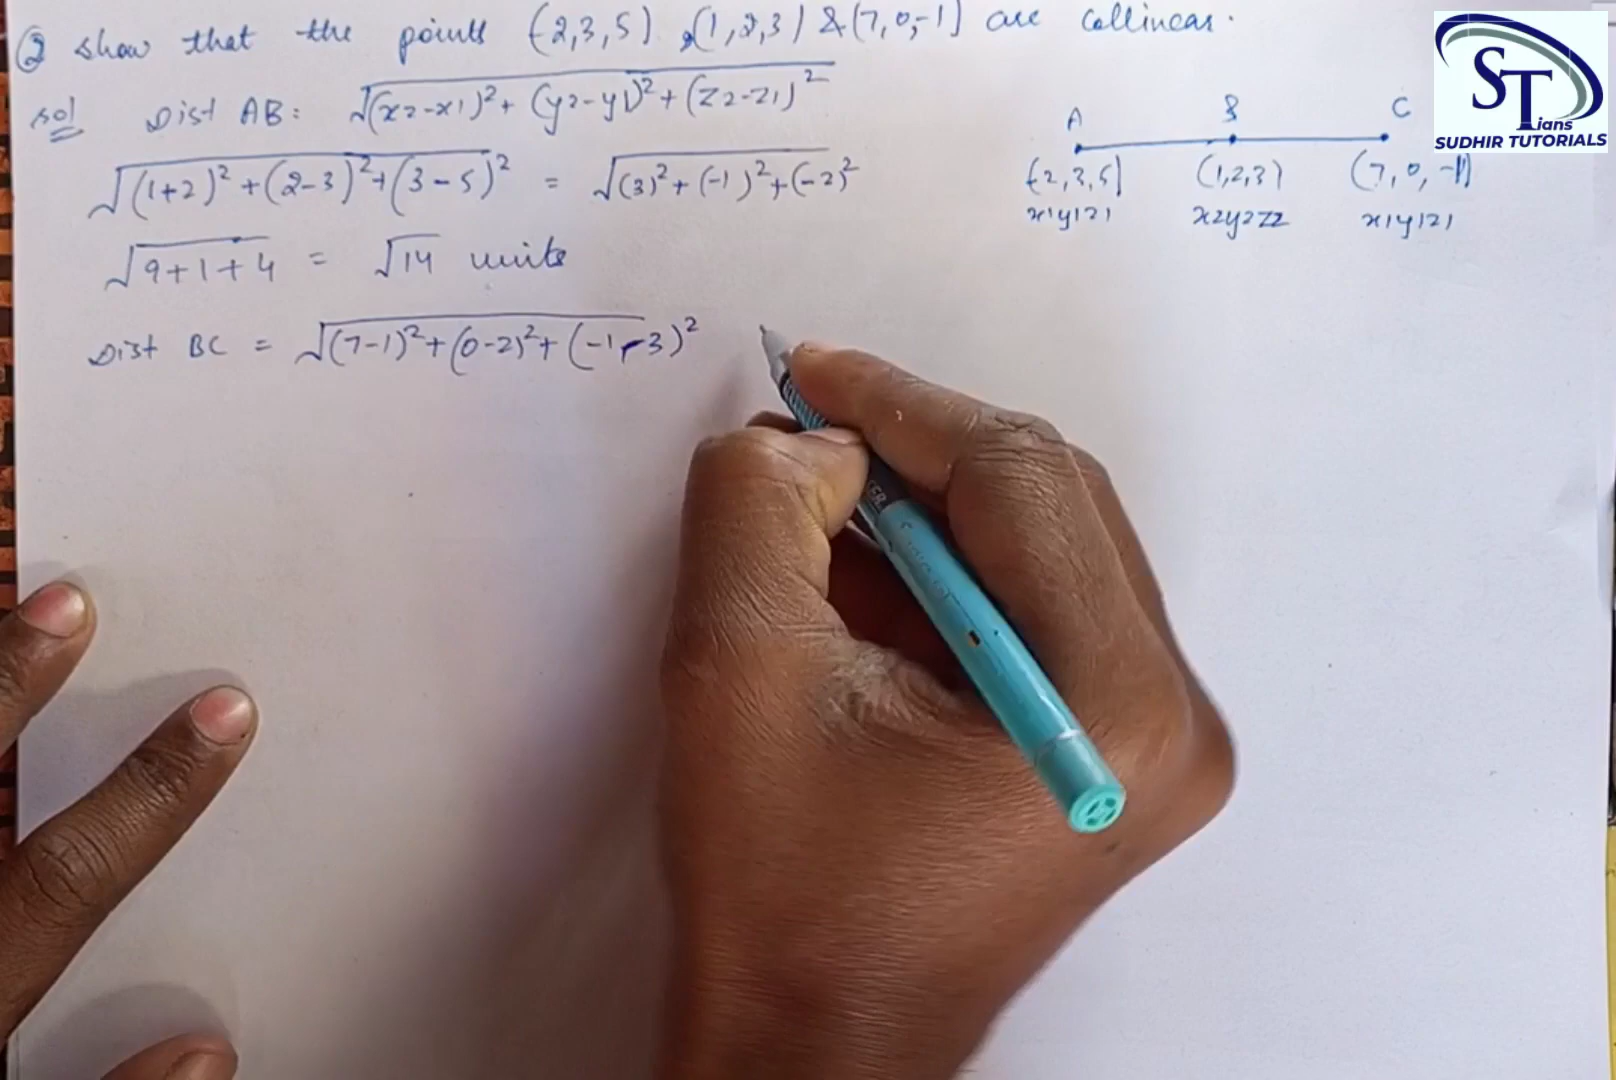 Q show that the points (-2,3,5), (1,2,3) & (7,0,-1) are collinear.
sol Dist AB: √(x2-x1)²+(y2-y1)²+(z2-z1)²
√(1+2)²+(2-3)²+(3-5)² = √(3)²+(-1)²+(-2)²
√9+1+4 = √14 units
Dist BC = √(7-1)²+(0-2)²+(-1-3)²
A B C
(-2,3,5) (1,2,3) (7,0,-1)
x1y1z1 x2y2z2 x1y1z1
ST
ians
SUDHIR TUTORIALS